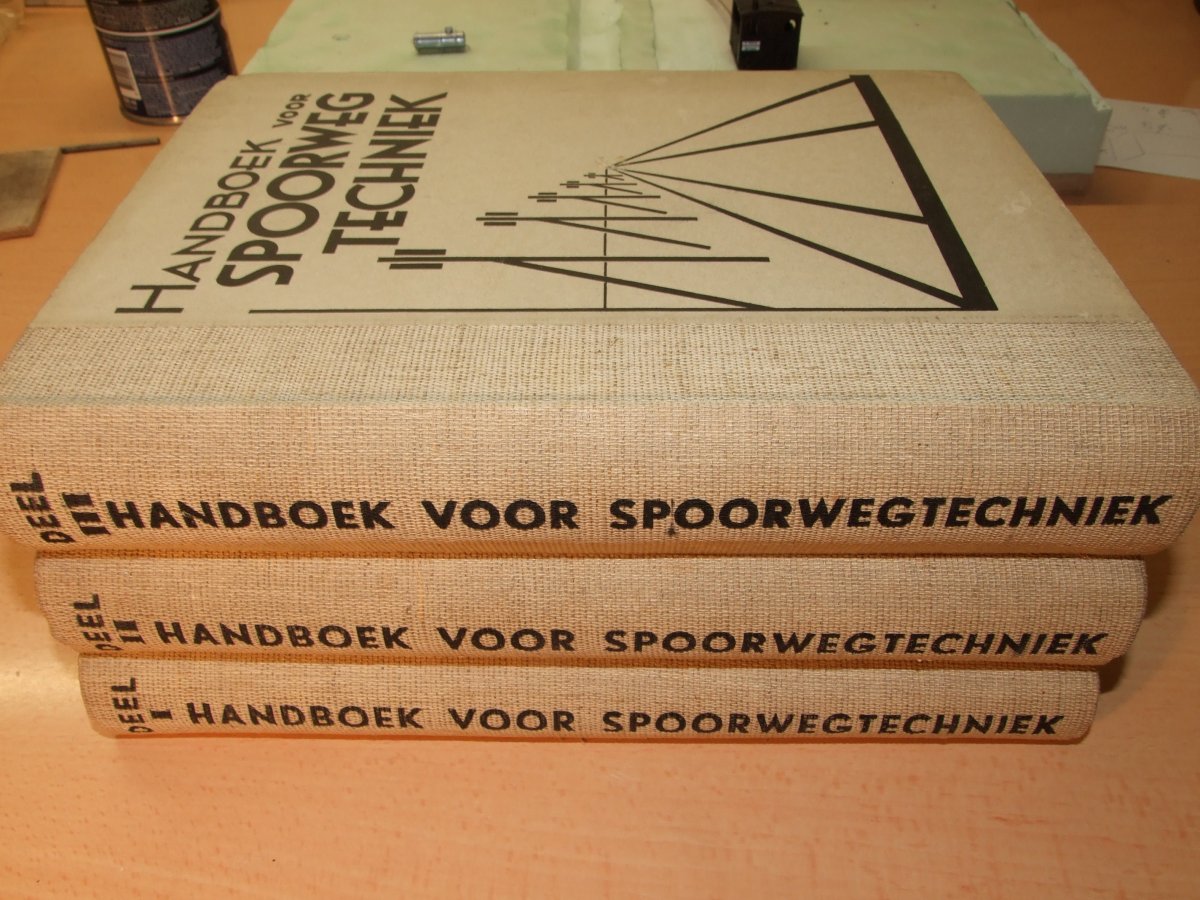 HANDBOEK VOOR
SPOORWEG
TECHNIEK
DEEL
III
HANDBOEK VOOR SPOORWEGTECHNIEK
DEEL
II
HANDBOEK VOOR SPOORWEGTECHNIEK
DEEL
I
HANDBOEK VOOR SPOORWEGTECHNIEK